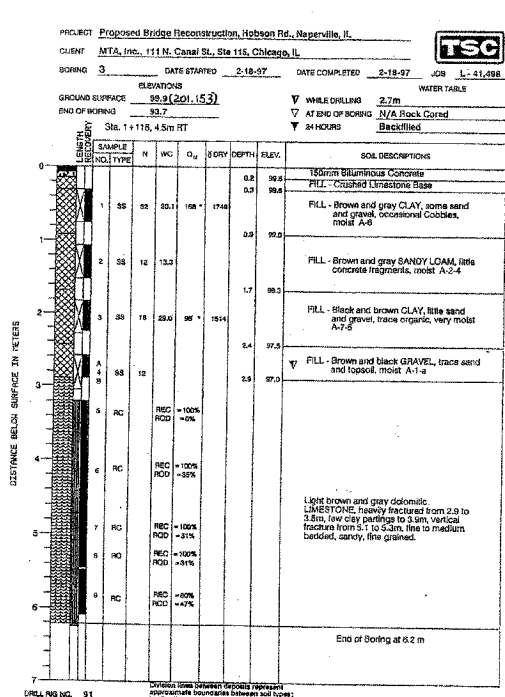 PROJECT Proposed Bridge Reconstruction, Hobson Rd., Naperville, IL
CLIENT MTA, Inc., 111 N. Canal St., Ste 115, Chicago, IL
TSC
BORING 3 DATE STARTED 2-18-97 DATE COMPLETED 2-18-97 JOB L-41,498
ELEVATIONS WATER TABLE
GROUND SURFACE 99.9 (201.153) WHILE DRILLING 2.7m
END OF BORING 93.7 AT END OF BORING N/A Rock Cored
Sta. 1+116, 4.5m RT 24 HOURS Backfilled
LENGTH RECOVERY SAMPLE NO. TYPE N WC Qu δ DRY DEPTH ELEV. SOIL DESCRIPTIONS
0
150mm Bituminous Concrete
0.2 99.8
FILL - Crushed Limestone Base
0.3 99.6
FILL - Brown and gray CLAY, some sand
1 SS 52 20.1 168 * 1748
and gravel, occasional Cobbles,
moist A-6
0.9 99.0
1
FILL - Brown and gray SANDY LOAM, little
2 SS 12 13.3
concrete fragments, moist A-2-4
1.7 98.3
FILL - Black and brown CLAY, little sand
2
and gravel, trace organic, very moist
3 SS 18 29.0 96 * 1514
A-7-6
2.4 97.5
FILL - Brown and black GRAVEL, trace sand
A
4 SS 12
B
and topsoil, moist A-1-a
2.9 97.0
3
5 RC REC =100%
RQD =0%
4
6 RC REC =100%
RQD =35%
Light brown and gray dolomitic
LIMESTONE, heavily fractured from 2.9 to
3.5m, few clay partings to 3.9m, vertical
fracture from 5.1 to 5.3m, fine to medium
bedded, sandy, fine grained.
7 RC REC =100%
RQD =31%
5
8 RC REC =100%
RQD =31%
9 RC REC =80%
RQD =47%
6
End of Boring at 6.2 m
7
DISTANCE BELOW SURFACE IN METERS
DRILL RIG NO. 91
Division lines between deposits represent
approximate boundaries between soil types;